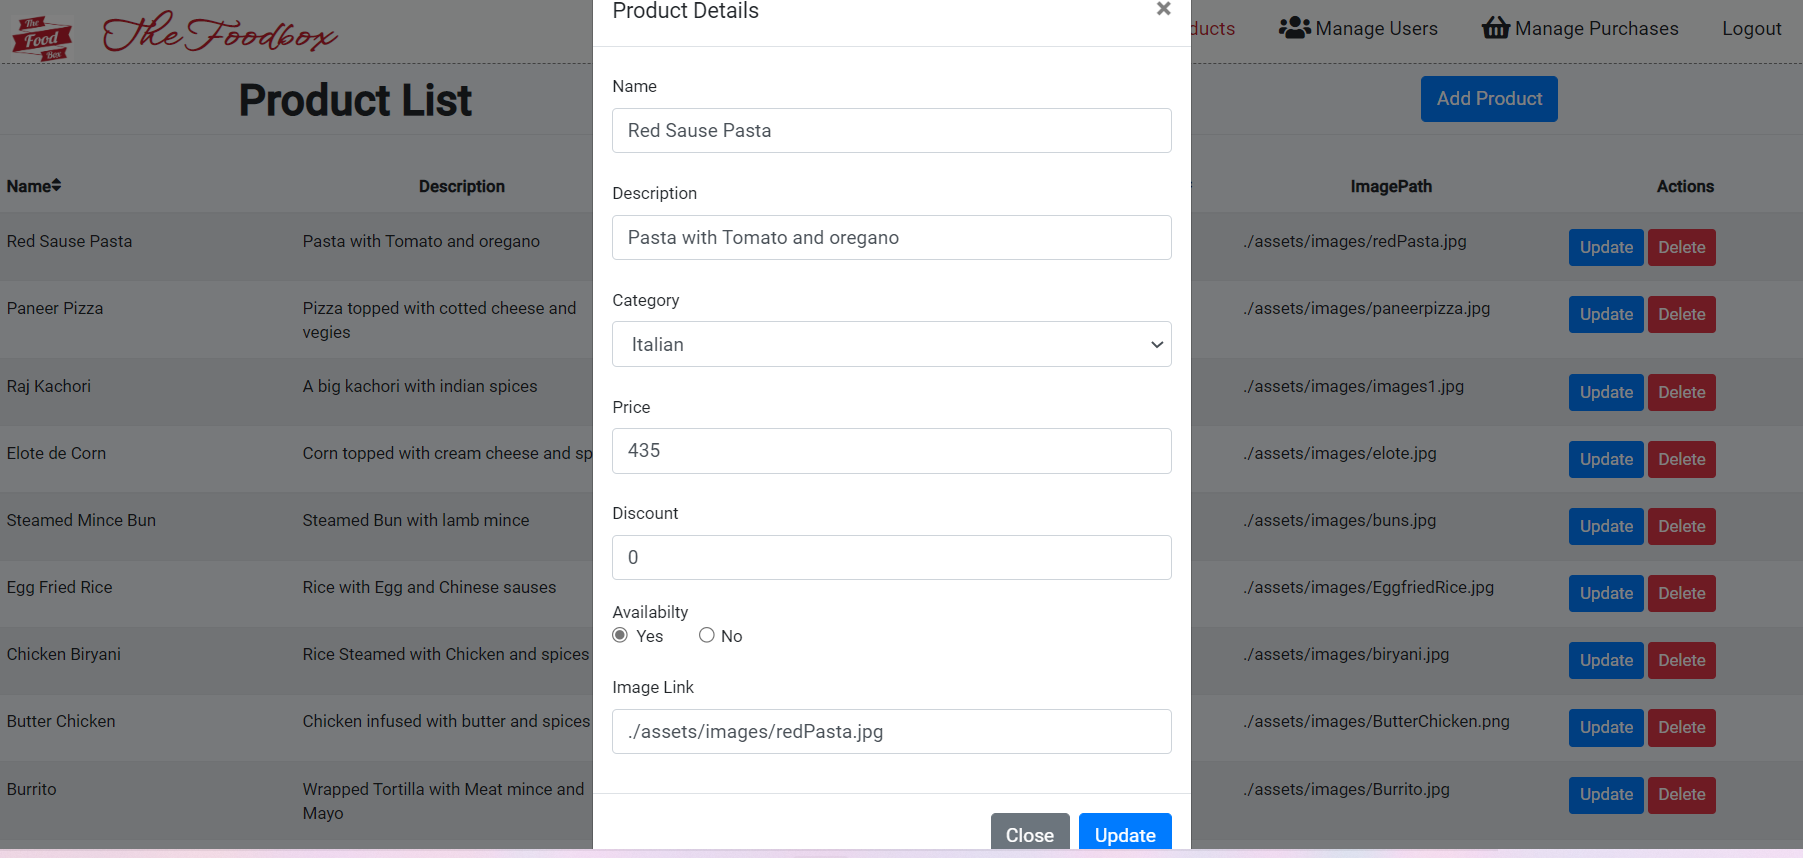 The
Food
Box
The Foodbox
ducts
Manage Users
Manage Purchases
Logout
Product List
Add Product
Name
Description
ImagePath
Actions
Red Sause Pasta
Pasta with Tomato and oregano
./assets/images/redPasta.jpg
Update
Delete
Paneer Pizza
Pizza topped with cotted cheese and
vegies
./assets/images/paneerpizza.jpg
Update
Delete
Raj Kachori
A big kachori with indian spices
./assets/images/images1.jpg
Update
Delete
Elote de Corn
Corn topped with cream cheese and sp
./assets/images/elote.jpg
Update
Delete
Steamed Mince Bun
Steamed Bun with lamb mince
./assets/images/buns.jpg
Update
Delete
Egg Fried Rice
Rice with Egg and Chinese sauses
./assets/images/EggfriedRice.jpg
Update
Delete
Chicken Biryani
Rice Steamed with Chicken and spices
./assets/images/biryani.jpg
Update
Delete
Butter Chicken
Chicken infused with butter and spices
./assets/images/ButterChicken.png
Update
Delete
Burrito
Wrapped Tortilla with Meat mince and
Mayo
./assets/images/Burrito.jpg
Update
Delete
Product Details
×
Name
Red Sause Pasta
Description
Pasta with Tomato and oregano
Category
Italian
Price
435
Discount
0
Availabilty
Yes
No
Image Link
./assets/images/redPasta.jpg
Close
Update